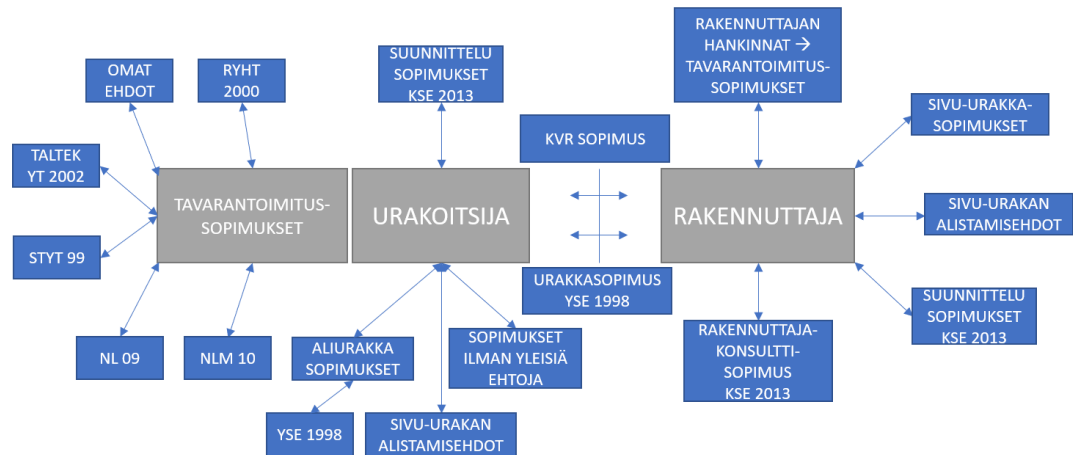 OMAT
EHDOT
RYHT
2000
SUUNNITTELU
SOPIMUKSET
KSE 2013
RAKENNUTTAJAN
HANKINNAT →
TAVARANTOIMITUS-
SOPIMUKSET
SIVU-URAKKA-
SOPIMUKSET
KVR SOPIMUS
TALTEK
YT 2002
TAVARANTOIMITUS-
SOPIMUKSET
URAKOITSIJA
RAKENNUTTAJA
SIVU-URAKAN
ALISTAMISEHDOT
STYT 99
URAKKASOPIMUS
YSE 1998
SUUNNITTELU
SOPIMUKSET
KSE 2013
NL 09
NLM 10
ALIURAKKA
SOPIMUKSET
SOPIMUKSET
ILMAN YLEISIÄ
EHTOJA
RAKENNUTTAJA-
KONSULTTI-
SOPIMUS
KSE 2013
YSE 1998
SIVU-URAKAN
ALISTAMISEHDOT